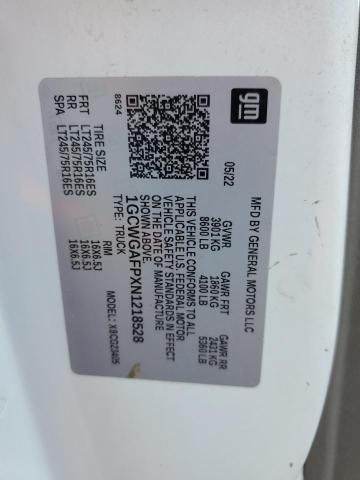 gm
MFD BY GENERAL MOTORS LLC
05/22
GVWR GAWR FRT GAWR RR
3901 KG 1860 KG 2431 KG
8600 LB 4100 LB 5360 LB
THIS VEHICLE CONFORMS TO ALL
APPLICABLE U.S. FEDERAL MOTOR
VEHICLE SAFETY STANDARDS IN EFFECT
ON THE DATE OF MANUFACTURE
SHOWN ABOVE.
1GCWGAFPXN1218528
TYPE: TRUCK
MODEL:
8624
TIRE SIZE RIM
FRT LT245/75R16ES 16X6.5J
RR LT245/75R16ES 16X6.5J
SPA LT245/75R16ES 16X6.5J